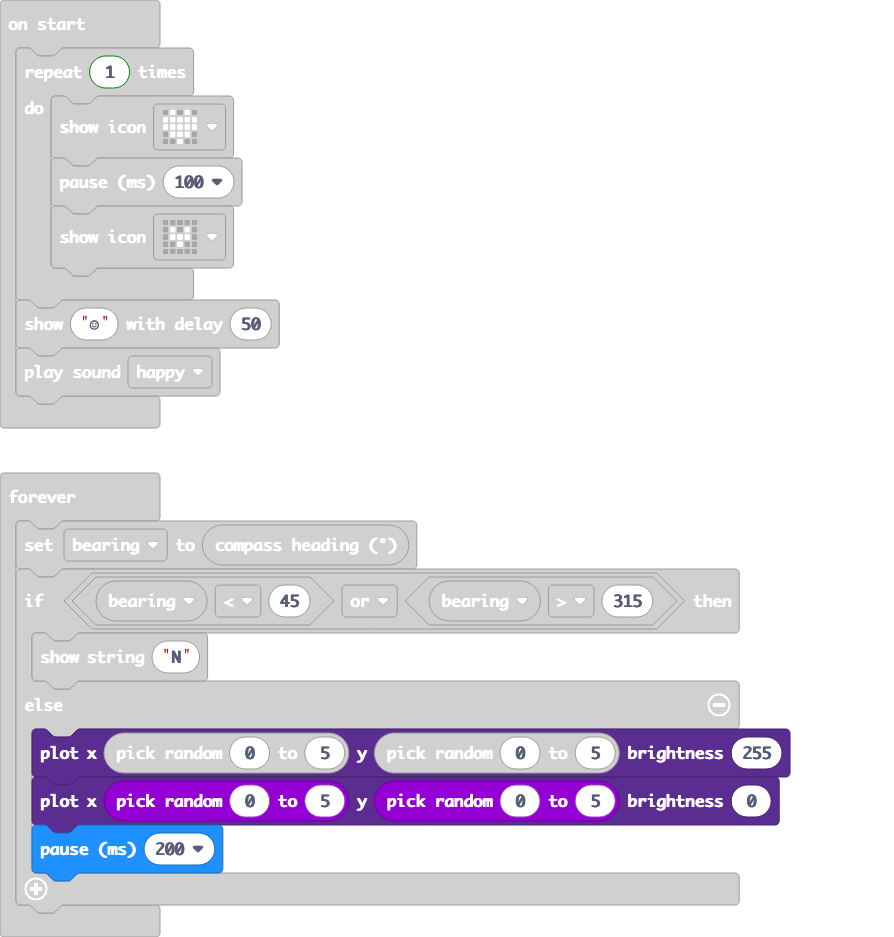 on start
repeat 1 times
do
show icon
pause (ms) 100
show icon
show "☺" with delay 50
play sound happy
forever
set bearing to compass heading (°)
if bearing < 45 or bearing > 315 then
show string "N"
else
plot x pick random 0 to 5 y pick random 0 to 5 brightness 255
plot x pick random 0 to 5 y pick random 0 to 5 brightness 0
pause (ms) 200